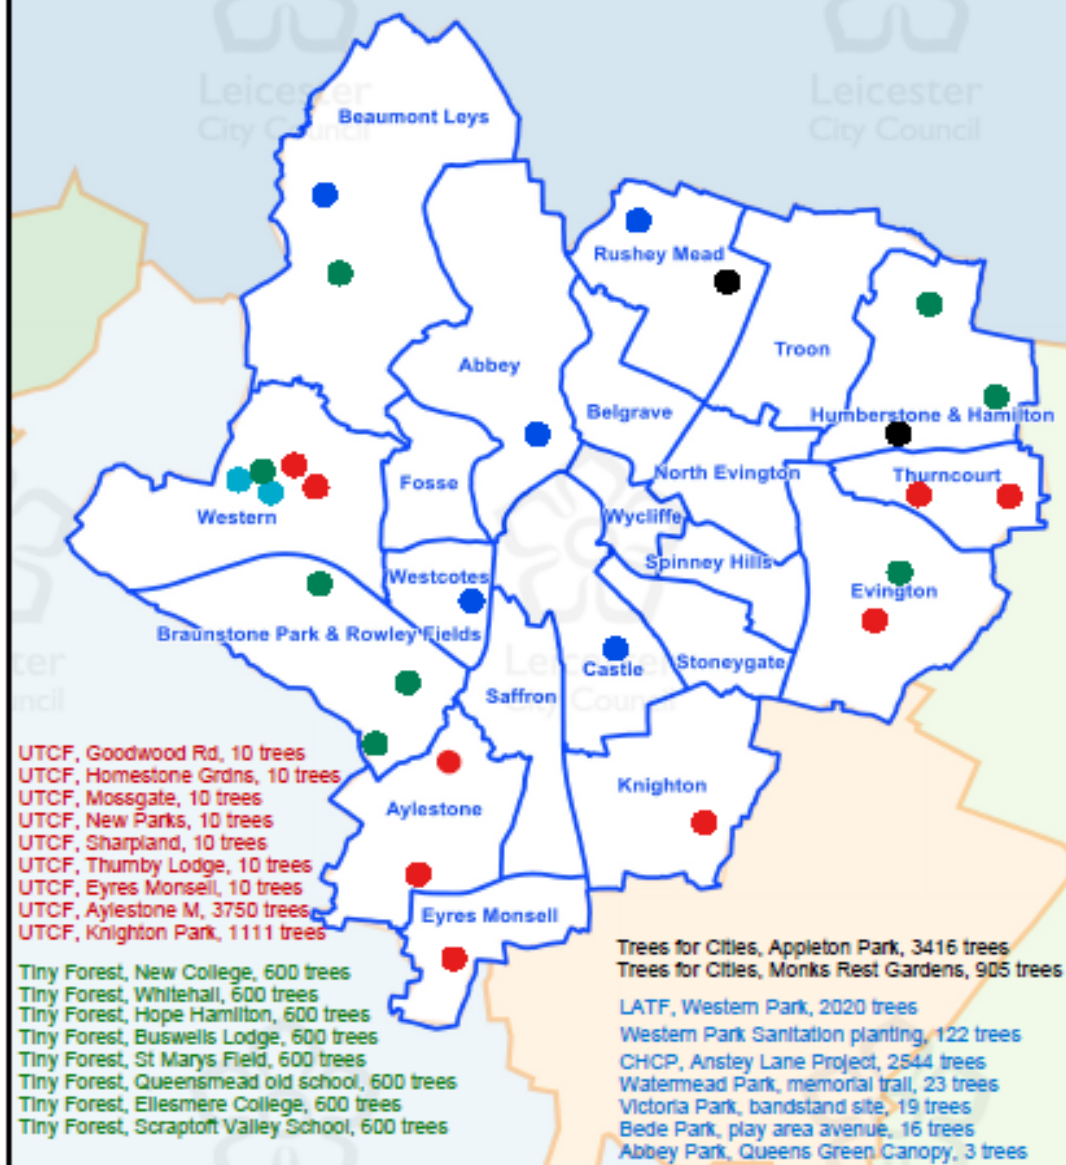 Leicester
City Council
Leicester
City Council
Beaumont Leys
Rushey Mead
Troon
Abbey
Belgrave
Humberstone & Hamilton
North Evington
Thurncourt
Fosse
Western
Wycliffe
Spinney Hills
Westcotes
Evington
Braunstone Park & Rowley Fields
Castle
Stoneygate
Saffron
Knighton
Aylestone
Eyres Monsell
ter
ncil
Leicester
City Council
UTCF, Goodwood Rd, 10 trees
UTCF, Homestone Grdns, 10 trees
UTCF, Mossgate, 10 trees
UTCF, New Parks, 10 trees
UTCF, Sharpland, 10 trees
UTCF, Thurnby Lodge, 10 trees
UTCF, Eyres Monsell, 10 trees
UTCF, Aylestone M, 3750 trees
UTCF, Knighton Park, 1111 trees
Tiny Forest, New College, 600 trees
Tiny Forest, Whitehall, 600 trees
Tiny Forest, Hope Hamilton, 600 trees
Tiny Forest, Buswells Lodge, 600 trees
Tiny Forest, St Marys Field, 600 trees
Tiny Forest, Queensmead old school, 600 trees
Tiny Forest, Ellesmere College, 600 trees
Tiny Forest, Scraptoft Valley School, 600 trees
Trees for Cities, Appleton Park, 3416 trees
Trees for Cities, Monks Rest Gardens, 905 trees
LATF, Western Park, 2020 trees
Western Park Sanitation planting, 122 trees
CHCP, Anstey Lane Project, 2544 trees
Watermead Park, memorial trail, 23 trees
Victoria Park, bandstand site, 19 trees
Bede Park, play area avenue, 16 trees
Abbey Park, Queens Green Canopy, 3 trees